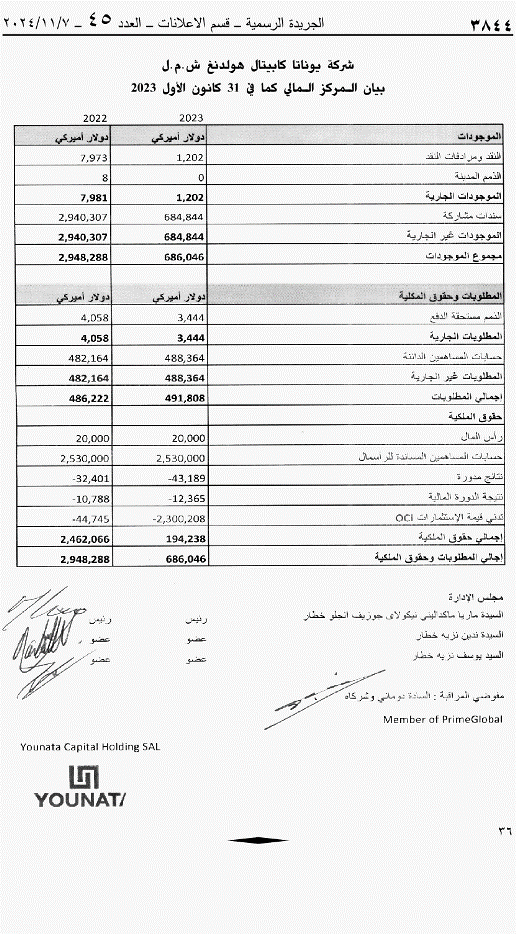 ٣٨٤٤ الجريدة الرسمية – قسم الاعلانات – العدد ٤٥ – ٢٠٢٤/١١/٧
شركة يوناتا كابيتال هولدنغ ش.م.ل
بيان المركز المالي كما في 31 كانون الأول 2023
2023 2022
الموجودات دولار أميركي دولار أميركي
النقد ومرادفات النقد 1,202 7,973
الذمم المدينة 0 8
الموجودات الجارية 1,202 7,981
سندات مشاركة 684,844 2,940,307
الموجودات غير الجارية 684,844 2,940,307
مجموع الموجودات 686,046 2,948,288
المطلوبات وحقوق المكلية دولار أميركي دولار أميركي
الذمم مستحقة الدفع 3,444 4,058
المطلوبات الجارية 3,444 4,058
حسابات المساهمين الدائنة 488,364 482,164
المطلوبات غير الجارية 488,364 482,164
إجمالي المطلوبات 491,808 486,222
حقوق الملكية
رأس المال 20,000 20,000
حسابات المساهمين المساندة للراسمال 2,530,000 2,530,000
نتائج مدورة -43,189 -32,401
نتيجة الدورة المالية -12,365 -10,788
تدني قيمة الإستثمارات OCI -2,300,208 -44,745
إجمالي حقوق الملكية 194,238 2,462,066
إجالي المطلوبات وحقوق الملكية 686,046 2,948,288
مجلس الإدارة
السيدة ماريا ماكداليني نيكولاي جوزيف انجلو خطار رئيس رئيس
السيدة ندين نزيه خطار عضو عضو
السيد يوسف نزيه خطار عضو عضو
مفوضي المراقبة : السادة دوماني وشركاه
Member of PrimeGlobal
Younata Capital Holding SAL
YOUNATA
٣٦